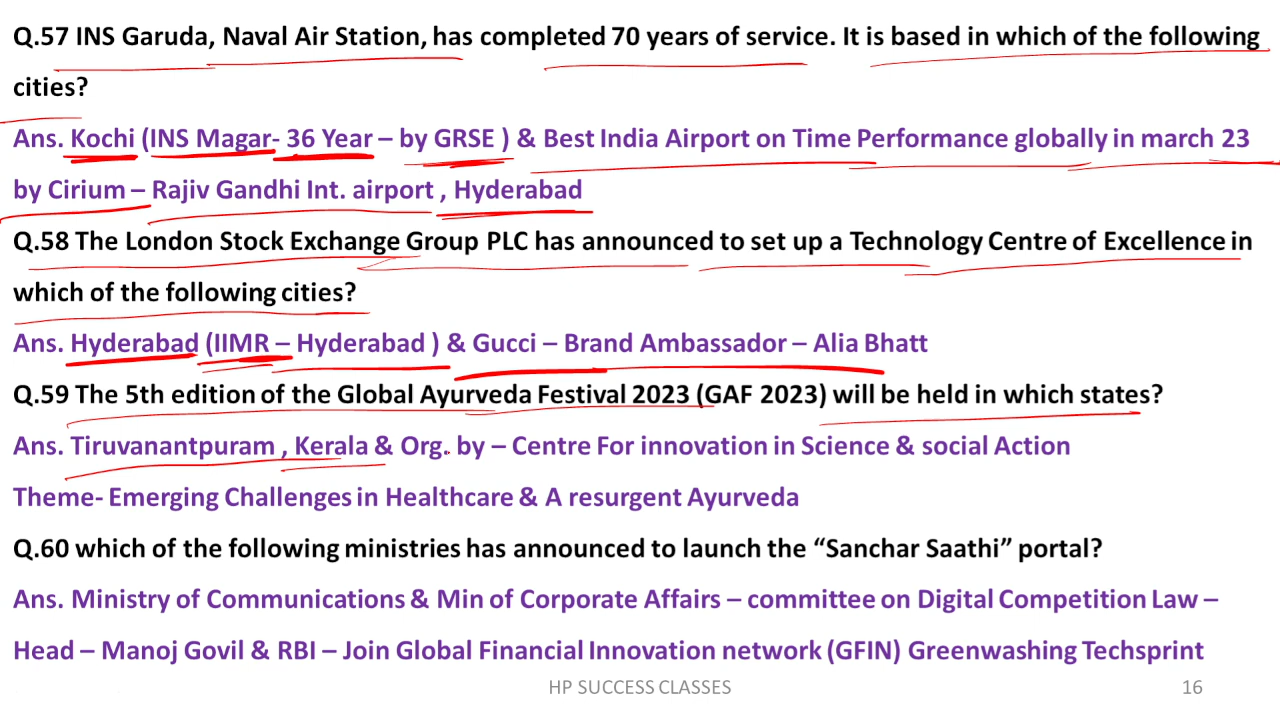 Q.57 INS Garuda, Naval Air Station, has completed 70 years of service. It is based in which of the following
cities?
Ans. Kochi (INS Magar- 36 Year – by GRSE ) & Best India Airport on Time Performance globally in march 23
by Cirium – Rajiv Gandhi Int. airport , Hyderabad
Q.58 The London Stock Exchange Group PLC has announced to set up a Technology Centre of Excellence in
which of the following cities?
Ans. Hyderabad (IIMR – Hyderabad ) & Gucci – Brand Ambassador – Alia Bhatt
Q.59 The 5th edition of the Global Ayurveda Festival 2023 (GAF 2023) will be held in which states?
Ans. Tiruvanantpuram , Kerala & Org. by – Centre For innovation in Science & social Action
Theme- Emerging Challenges in Healthcare & A resurgent Ayurveda
Q.60 which of the following ministries has announced to launch the “Sanchar Saathi” portal?
Ans. Ministry of Communications & Min of Corporate Affairs – committee on Digital Competition Law –
Head – Manoj Govil & RBI – Join Global Financial Innovation network (GFIN) Greenwashing Techsprint
HP SUCCESS CLASSES
16